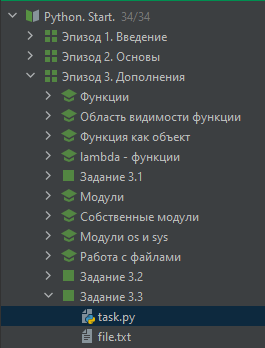 Python. Start. 34/34
Эпизод 1. Введение
Эпизод 2. Основы
Эпизод 3. Дополнения
Функции
Область видимости функции
Функция как объект
lambda - функции
Задание 3.1
Модули
Собственные модули
Модули os и sys
Работа с файлами
Задание 3.2
Задание 3.3
task.py
file.txt